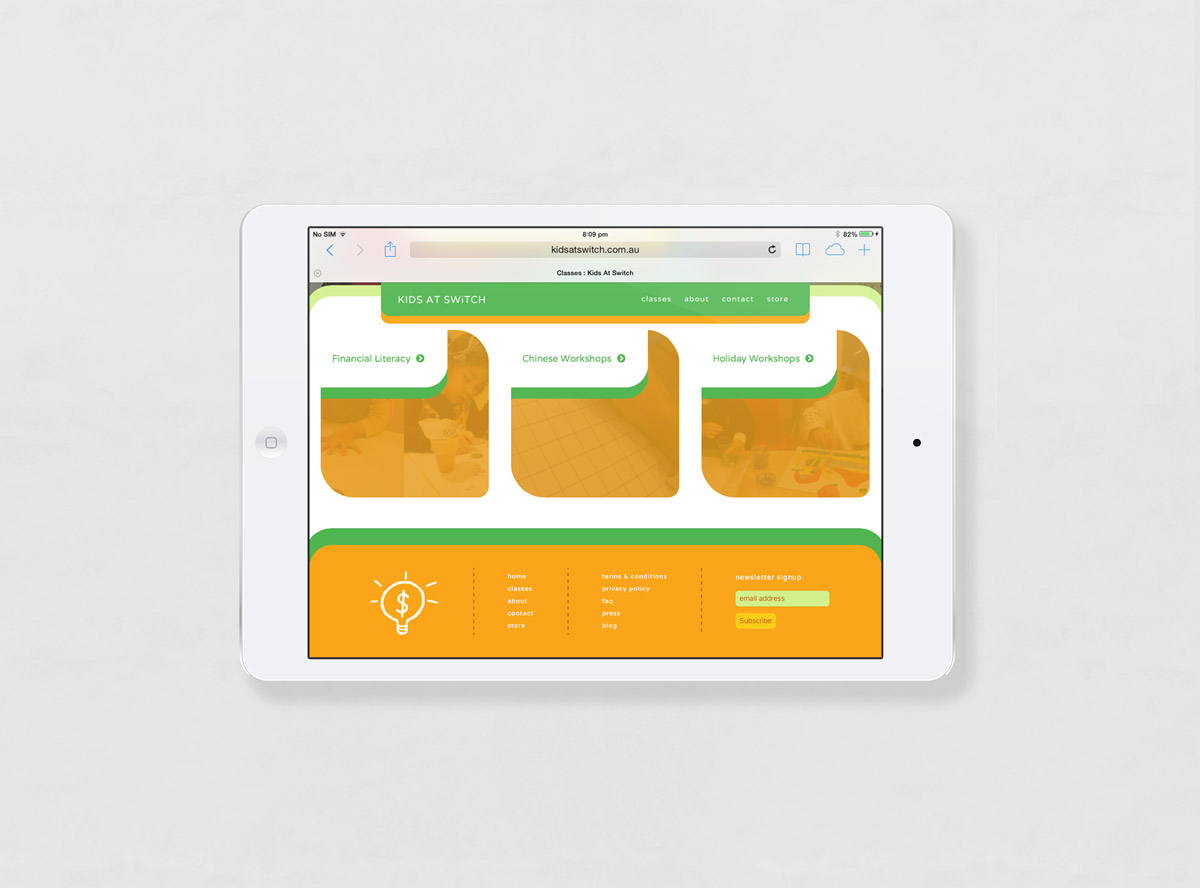 No SIM 8:09 pm 82%
kidsatswitch.com.au
Classes : Kids At Switch
KIDS AT SWiTCH classes about contact store
Financial Literacy
Chinese Workshops
Holiday Workshops
home
classes
about
contact
store
terms & conditions
privacy policy
faq
press
blog
newsletter signup
email address
Subscribe
$